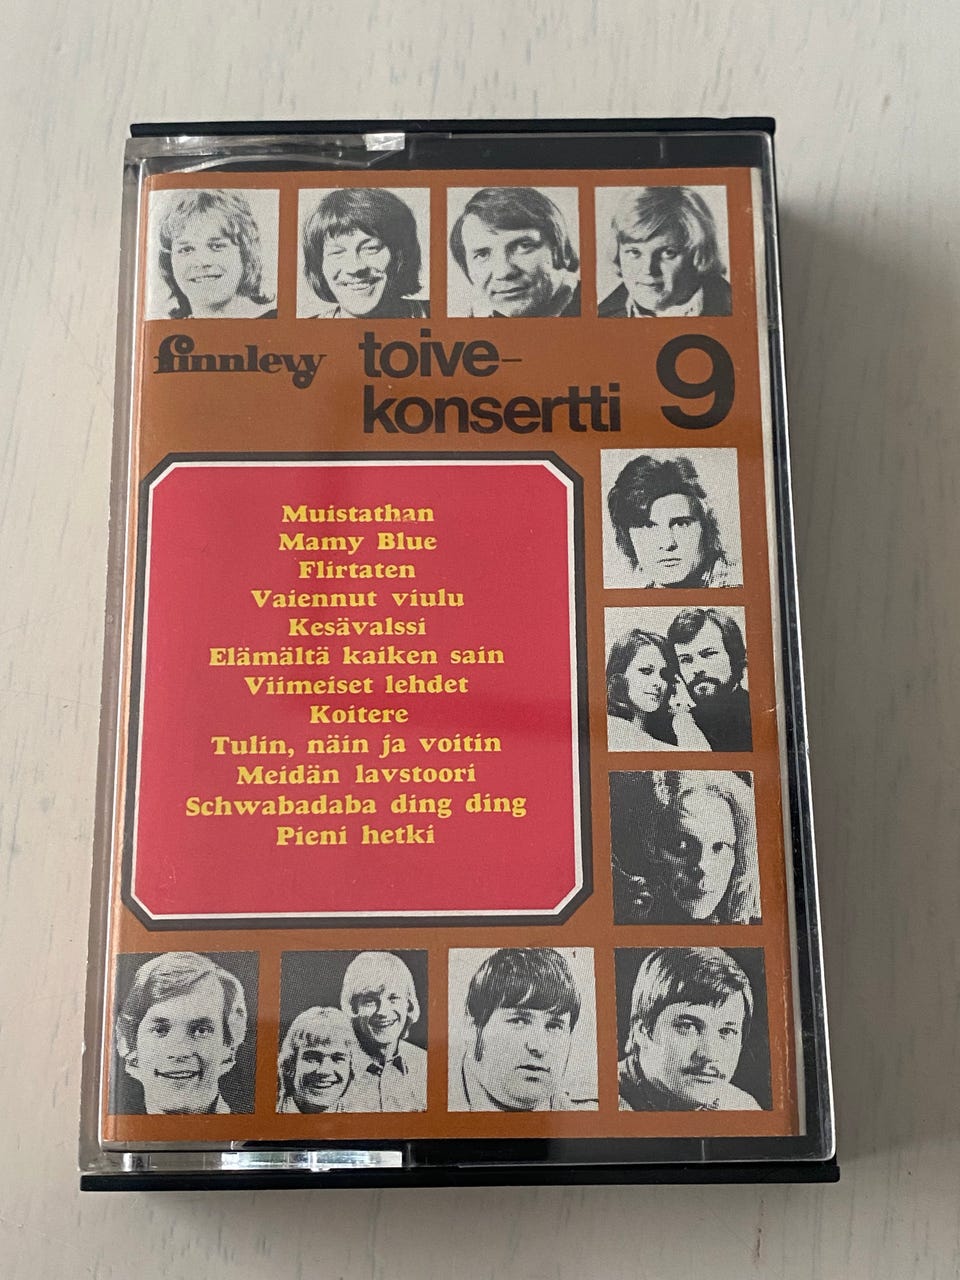 finnlevy
toive-
konsertti 9
Muistathan
Mamy Blue
Flirtaten
Vaiennut viulu
Kesävalssi
Elämältä kaiken sain
Viimeiset lehdet
Koitere
Tulin, näin ja voitin
Meidän lavstoori
Schwabadaba ding ding
Pieni hetki